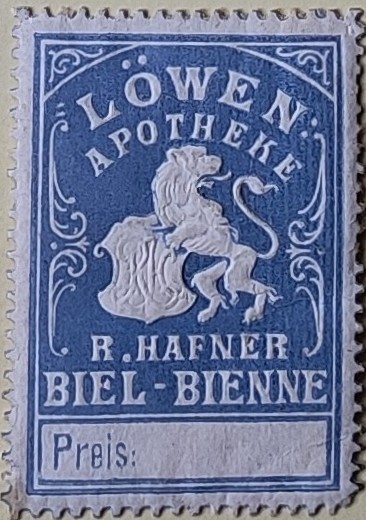 LÖWEN
APOTHEKE
R. HAFNER
BIEL-BIENNE
Preis: